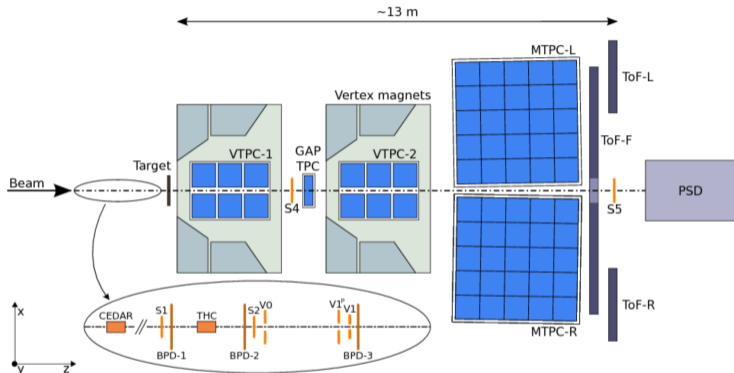 ~13 m
MTPC-L
ToF-L
Vertex magnets
ToF-F
Target
VTPC-1
GAP
TPC
VTPC-2
Beam
S4
S5
PSD
CEDAR
S1
THC
S2
V0
V1ᴾ
V1
BPD-1
BPD-2
BPD-3
MTPC-R
ToF-R
x
y
z